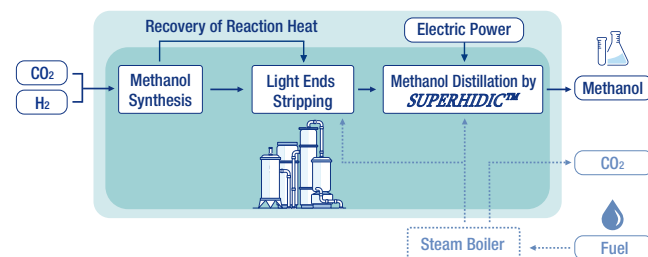 Recovery of Reaction Heat
Electric Power
CO₂
H₂
Methanol
Synthesis
Light Ends
Stripping
Methanol Distillation by
SUPERHIDIC™
Methanol
CO₂
Steam Boiler
Fuel